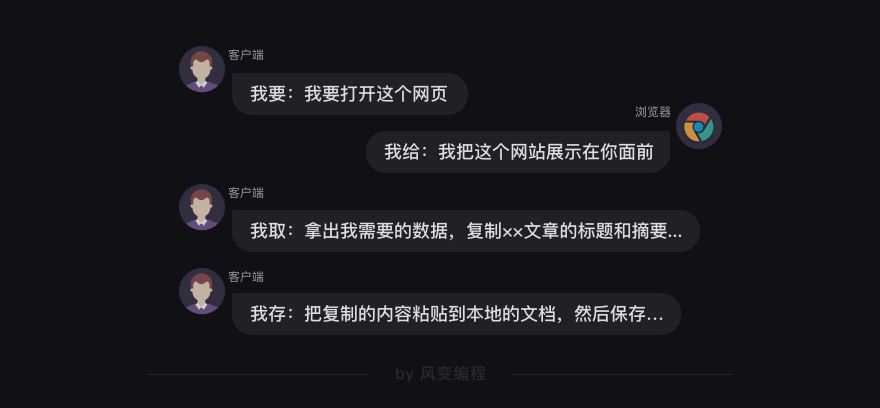 客户端
我要：我要打开这个网页
浏览器
我给：我把这个网站展示在你面前
客户端
我取：拿出我需要的数据，复制××文章的标题和摘要...
客户端
我存：把复制的内容粘贴到本地的文档，然后保存...
by 风变编程